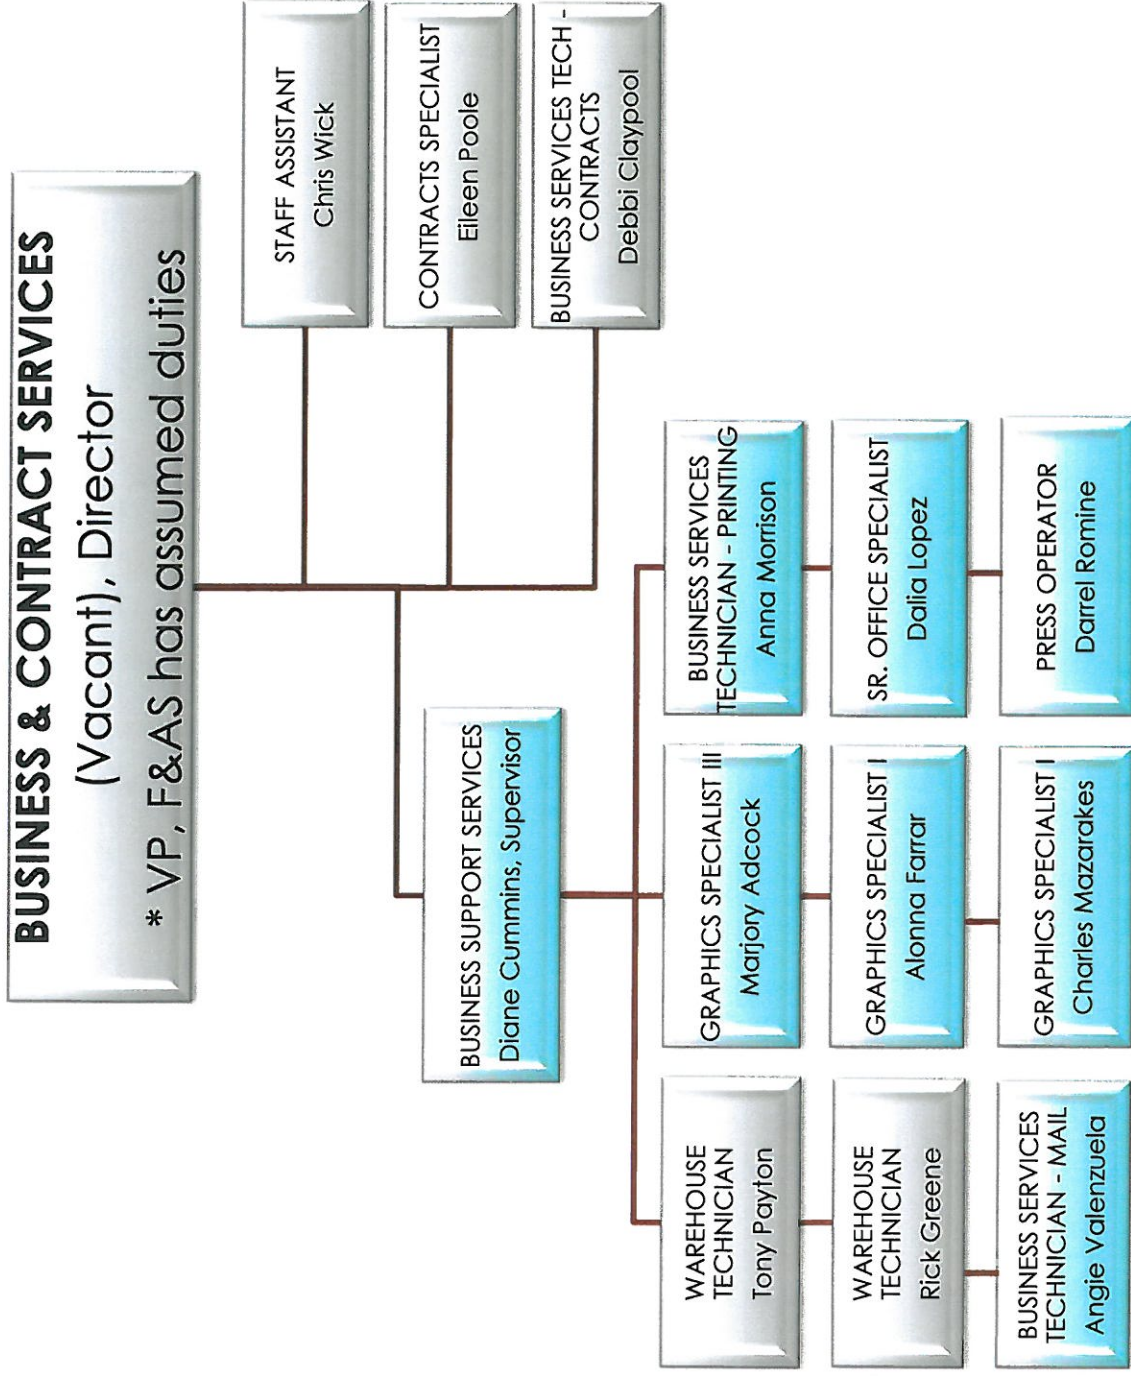 BUSINESS & CONTRACT SERVICES
(Vacant), Director
* VP, F&AS has assumed duties
STAFF ASSISTANT
Chris Wick
CONTRACTS SPECIALIST
Eileen Poole
BUSINESS SERVICES TECH -
CONTRACTS
Debbi Claypool
BUSINESS SUPPORT SERVICES
Diane Cummins, Supervisor
WAREHOUSE
TECHNICIAN
Tony Payton
WAREHOUSE
TECHNICIAN
Rick Greene
BUSINESS SERVICES
TECHNICIAN - MAIL
Angie Valenzuela
GRAPHICS SPECIALIST III
Marjory Adcock
GRAPHICS SPECIALIST I
Alonna Farrar
GRAPHICS SPECIALIST I
Charles Mazarakes
BUSINESS SERVICES
TECHNICIAN - PRINTING
Anna Morrison
SR. OFFICE SPECIALIST
Dalia Lopez
PRESS OPERATOR
Darrel Romine